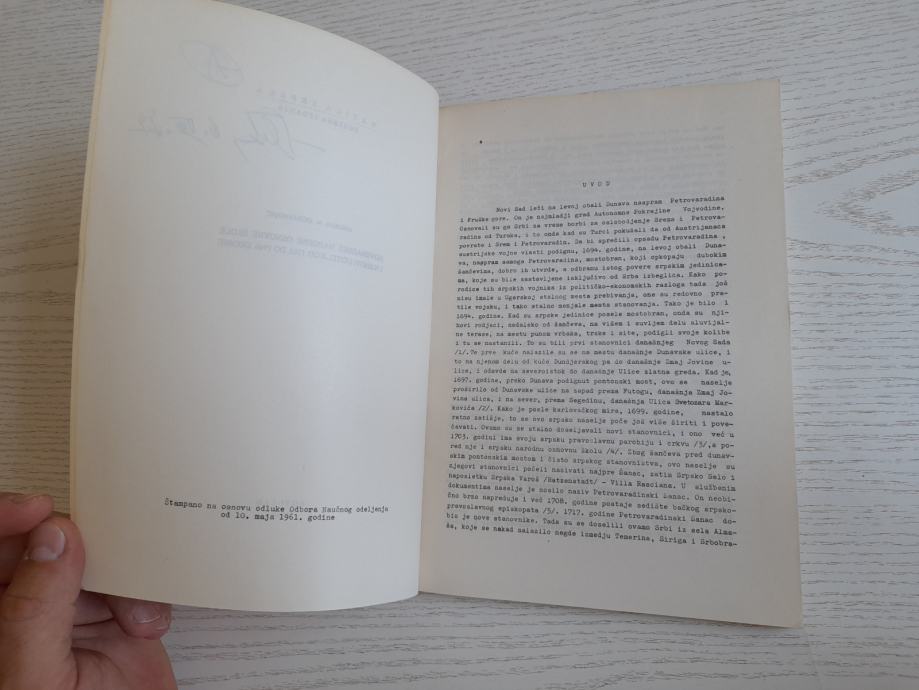 Štampano na osnovu odluke Odbora Naučnog odeljenja
od 10. maja 1961. godine
UVOD
Novi Sad leži na levoj obali Dunava naspram Petrovaradina
i Fruške gore. On je najmladji grad Autonomne Pokrajine Vojvodine.
Osnovali su ga Srbi za vreme borbi za oslobodjenje Srema i Petrova-
radina od Turaka, i to onda kad su Turci pokušali da od Austrijanaca
povrate i Srem i Petrovaradin. Da bi sprečili opsadu Petrovaradina,
austrijske vojne vlasti podignu, 1694. godine, na levoj obali Duna-
va, naspram samoga Petrovaradina, mostobran, koji opkopaju dubokim
šančevima, dobro ih utvrde, a odbranu istog povere srpskim jedinica-
ma, koje su bile sastavljene isključivo od Srba izbeglica. Kako po-
rodice tih srpskih vojnika iz političko-ekonomskih razloga tada još
nisu imale u Ugarskoj stalnog mesta prebivanja, one su redovno pra-
tile vojsku, i tako stalno menjale mesta stanovanja. Tako je bilo i
1694. godine. Kad su srpske jedinice posele mostobran, onda su nji-
hovi rodjaci, nedaleko od šančeva, na višem i suvljem delu aluvijal-
ne terase, na mestu punom vrbaka, trske i site, podigli svoje kolibe
i tu se nastanili. To su bili prvi stanovnici današnjeg Novog Sada
/1/. Te prve kuće nalazile su se na mestu današnje Dunavske ulice, i
to na njenom delu od kuće Dundjerskog pa do današnje Zmaj Jovine u-
lice, i odavde na severoistok do današnje Ulice zlatna greda. Kad je,
1697. godine, preko Dunava podignut pontonski most, ovo se naselje
proširilo od Dunavske ulice na zapad prema Futogu, današnja Zmaj Jo-
vina ulica, i na sever, prema Segedinu, današnja Ulica Svetozara Mar-
kovića /2/. Kako je posle karlovačkog mira, 1699. godine, nastalo
ratno zatišje, to se ovo srpsko naselje poče još više širiti i pove-
ćavati. Ovamo su se stalno doseljavali novi stanovnici, i ono već u
1703. godini ima svoju srpsku pravoslavnu parohiju i crkvu /3/, a po-
red nje i srpsku narodnu osnovnu školu /4/. Zbog šančeva pred dunav-
skim pontonskim mostom i čisto srpskog stanovništva, ovo naselje su
njegovi stanovnici počeli nazivati najpre Šanac, zatim Srpsko Selo i
naposletku Srpska Varoš /Ratzenstadt/ - Villa Rasciana. U službenim
dokumentima naselje je nosilo naziv Petrovaradinski Šanac. On neobi-
čno brzo napreduje i već 1708. godine postaje sedište bačkog srpsko-
pravoslavnog episkopata /5/. 1717. godine Petrovaradinski Šanac do-
bio je nove stanovnike. Tada su se doselili ovamo Srbi iz sela Alma-
ša, koje se nekad nalazilo negde izmedju Temerina, Siriga i Srbobra-